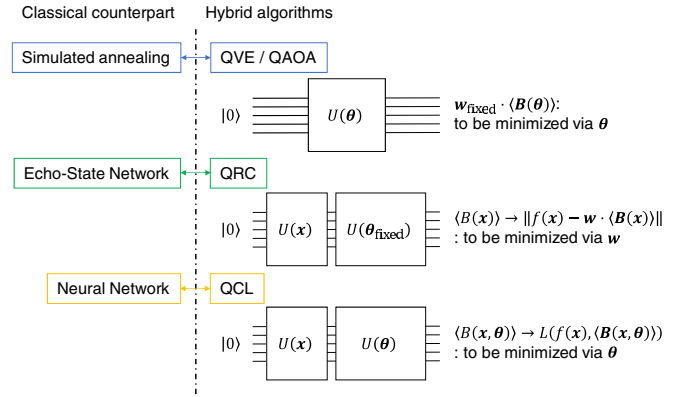 Classical counterpart Hybrid algorithms
Simulated annealing QVE / QAOA
|0⟩ U(θ) w_fixed · ⟨B(θ)⟩:
to be minimized via θ
Echo-State Network QRC
|0⟩ U(x) U(θ_fixed) ⟨B(x)⟩ → ‖f(x) − w · ⟨B(x)⟩‖
: to be minimized via w
Neural Network QCL
|0⟩ U(x) U(θ) ⟨B(x, θ)⟩ → L(f(x), ⟨B(x, θ)⟩)
: to be minimized via θ